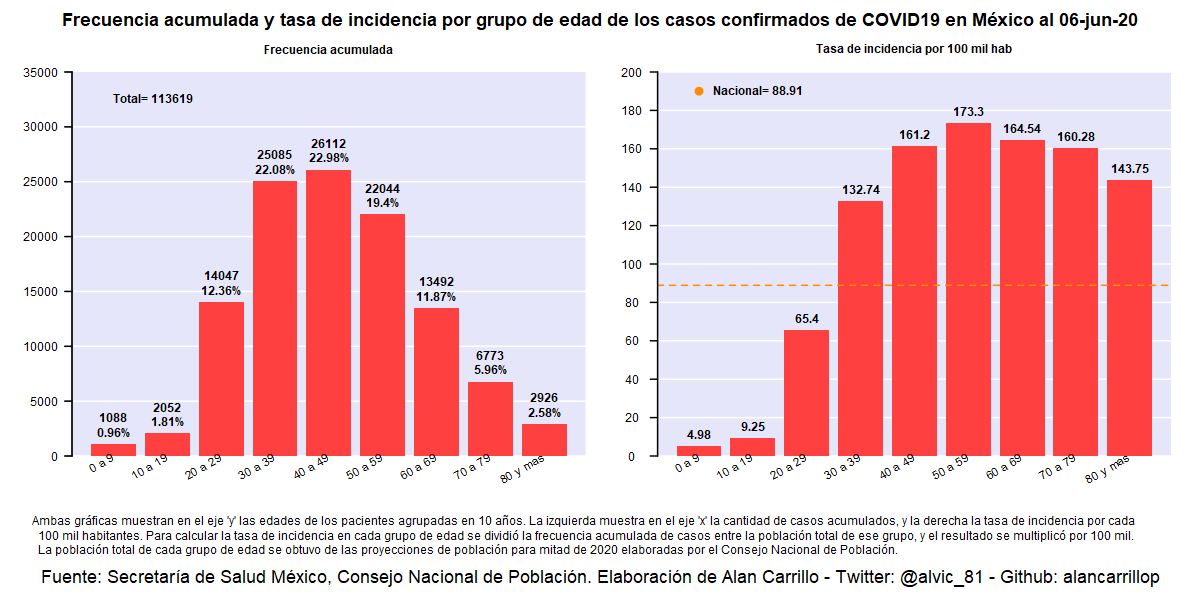 Frecuencia acumulada y tasa de incidencia por grupo de edad de los casos confirmados de COVID19 en México al 06-jun-20
Frecuencia acumulada
35000
30000
25000
20000
15000
10000
5000
0
Total= 113619
1088
0.96%
2052
1.81%
14047
12.36%
25085
22.08%
26112
22.98%
22044
19.4%
13492
11.87%
6773
5.96%
2926
2.58%
0 a 9
10 a 19
20 a 29
30 a 39
40 a 49
50 a 59
60 a 69
70 a 79
80 y mas
Tasa de incidencia por 100 mil hab
200
180
160
140
120
100
80
60
40
20
0
Nacional= 88.91
4.98
9.25
65.4
132.74
161.2
173.3
164.54
160.28
143.75
0 a 9
10 a 19
20 a 29
30 a 39
40 a 49
50 a 59
60 a 69
70 a 79
80 y mas
Ambas gráficas muestran en el eje 'y' las edades de los pacientes agrupadas en 10 años. La izquierda muestra en el eje 'x' la cantidad de casos acumulados, y la derecha la tasa de incidencia por cada
100 mil habitantes. Para calcular la tasa de incidencia en cada grupo de edad se dividió la frecuencia acumulada de casos entre la población total de ese grupo, y el resultado se multiplicó por 100 mil.
La población total de cada grupo de edad se obtuvo de las proyecciones de población para mitad de 2020 elaboradas por el Consejo Nacional de Población.
Fuente: Secretaría de Salud México, Consejo Nacional de Población. Elaboración de Alan Carrillo - Twitter: @alvic_81 - Github: alancarrillop